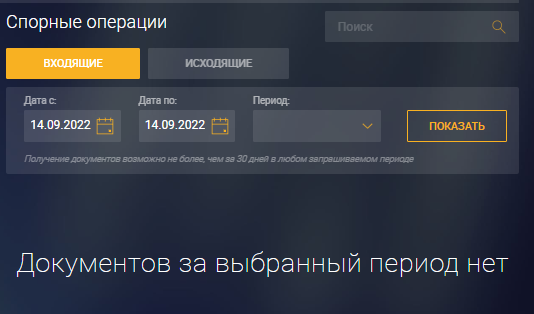 Спорные операции
Поиск
ВХОДЯЩИЕ
ИСХОДЯЩИЕ
Дата с:
Дата по:
Период:
14.09.2022
14.09.2022
ПОКАЗАТЬ
Получение документов возможно не более, чем за 30 дней в любом запрашиваемом периоде
Документов за выбранный период нет